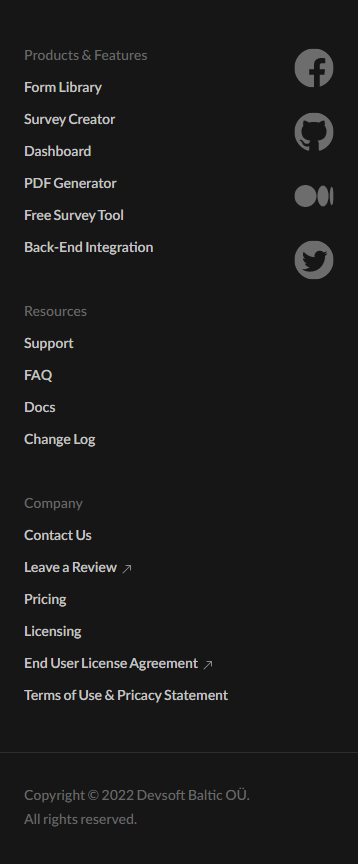 Products & Features
Form Library
Survey Creator
Dashboard
PDF Generator
Free Survey Tool
Back-End Integration
Resources
Support
FAQ
Docs
Change Log
Company
Contact Us
Leave a Review ↗
Pricing
Licensing
End User License Agreement ↗
Terms of Use & Pricacy Statement
Copyright © 2022 Devsoft Baltic OÜ.
All rights reserved.